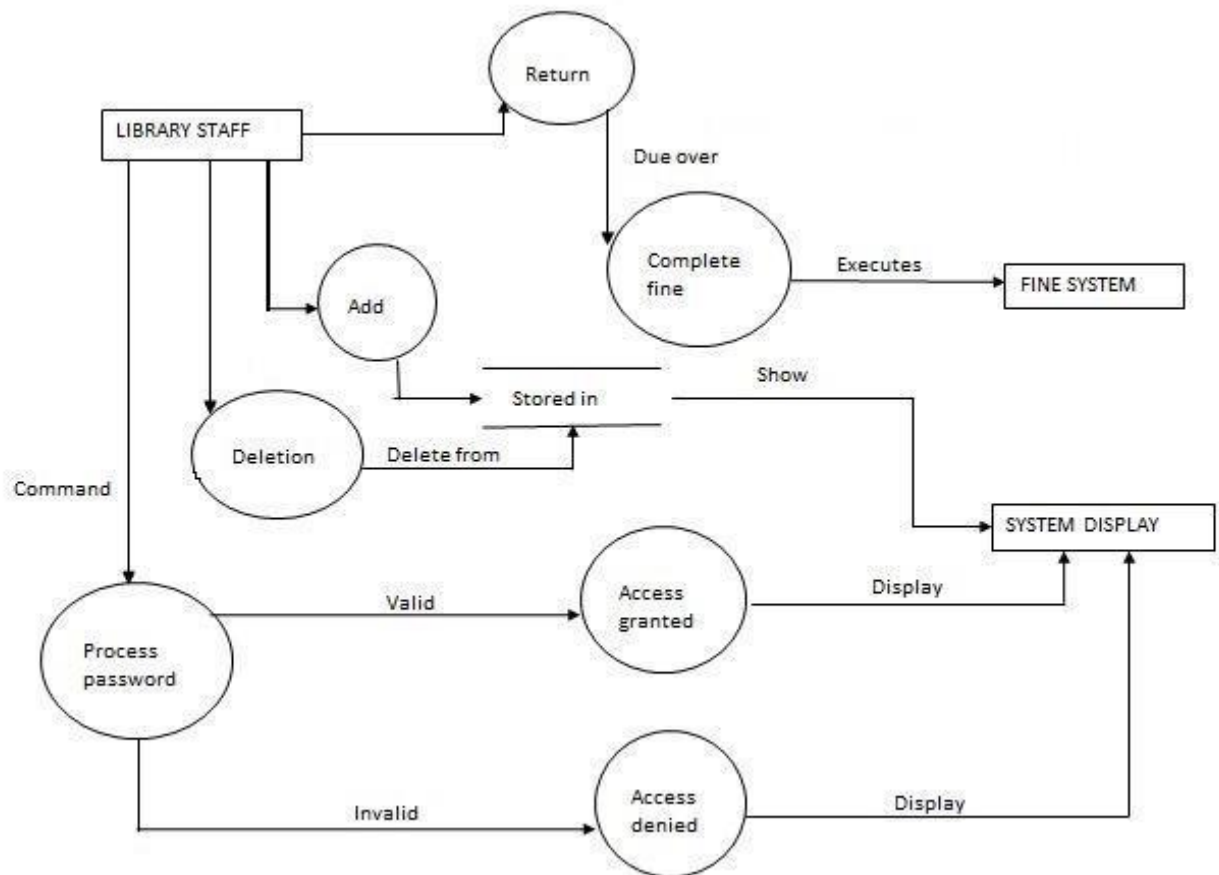 Return
LIBRARY STAFF
Due over
Complete
fine
Executes
FINE SYSTEM
Add
Show
Stored in
Deletion
Delete from
Command
SYSTEM DISPLAY
Access
granted
Display
Valid
Process
password
Access
denied
Display
Invalid